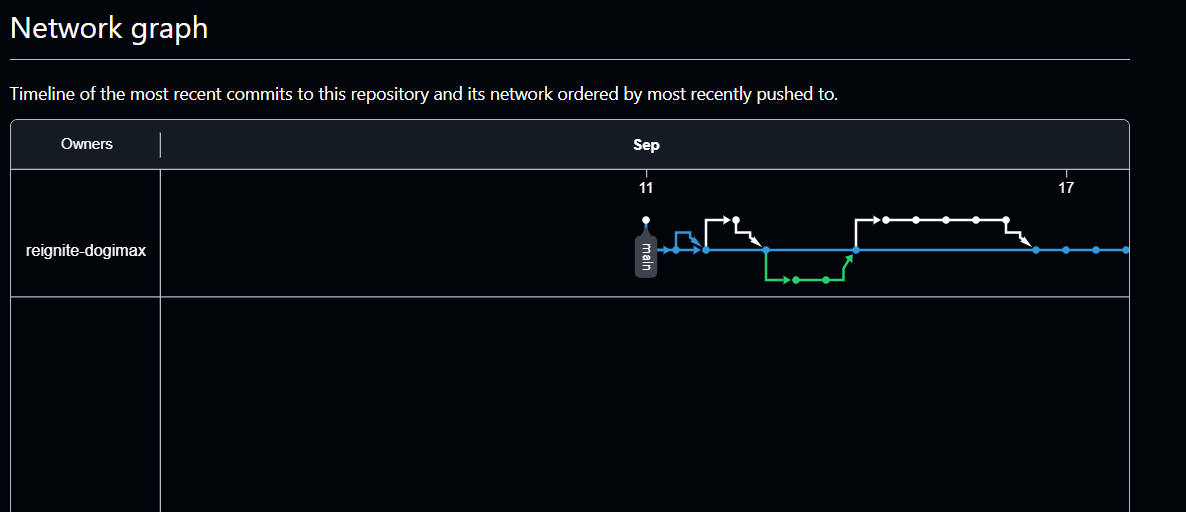 Network graph
Timeline of the most recent commits to this repository and its network ordered by most recently pushed to.
Owners
Sep
11
17
main
reignite-dogimax